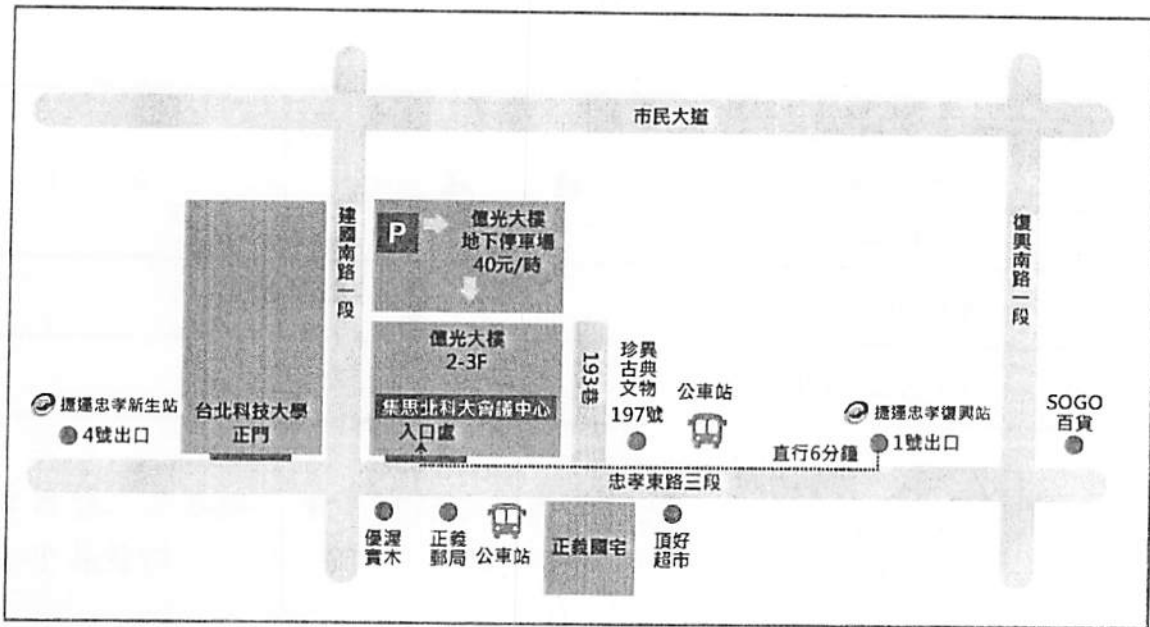 市民大道
建國南路一段
復興南路一段
P
億光大樓
地下停車場
40元/時
億光大樓
2-3F
集思北科大會議中心
入口處
193巷
珍異
古典
文物
197號
公車站
捷運忠孝新生站
4號出口
台北科技大學
正門
捷運忠孝復興站
1號出口
直行6分鐘
SOGO
百貨
忠孝東路三段
優渥
實木
正義
郵局
公車站
正義國宅
頂好
超市